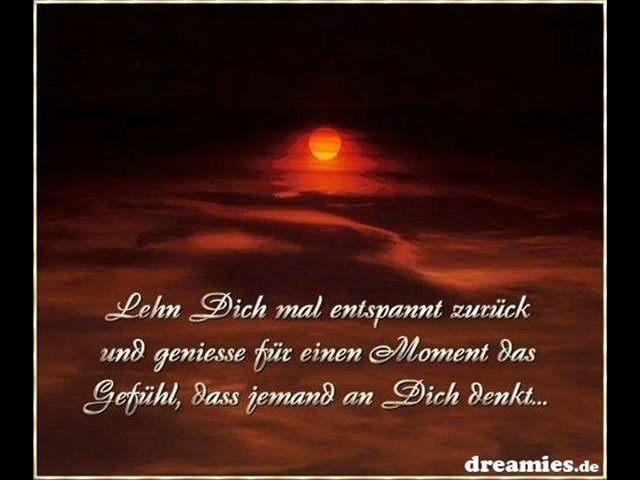 Lehn Dich mal entspannt zurück
und geniesse für einen Moment das
Gefühl, dass jemand an Dich denkt...
dreamies.de